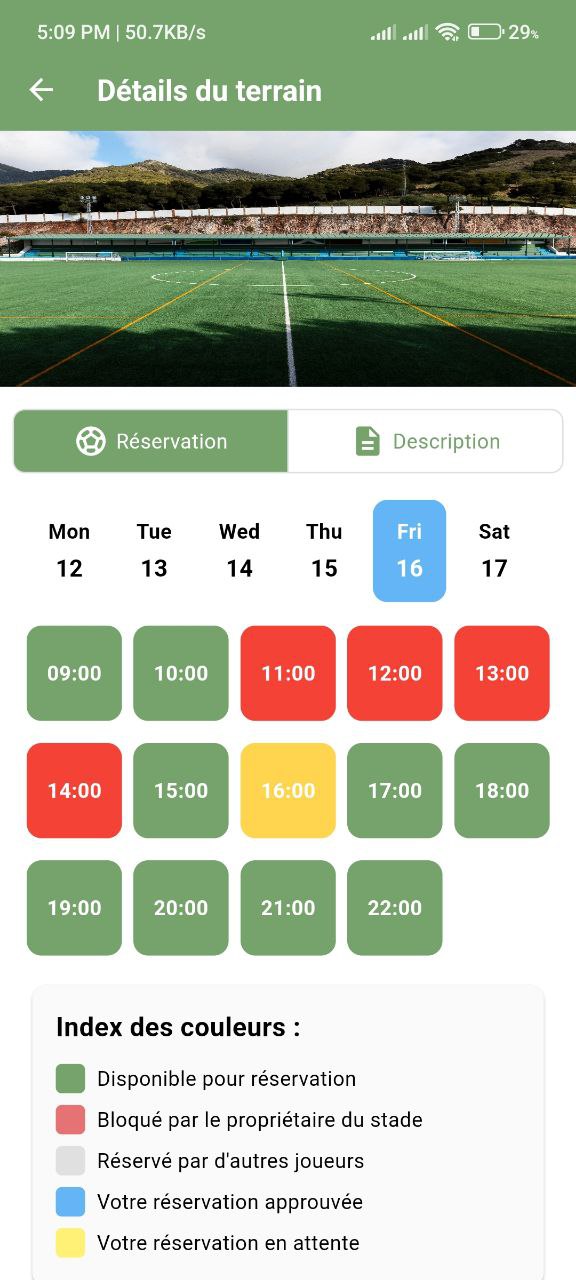 5:09 PM | 50.7KB/s 29%
Détails du terrain
Réservation Description
Mon Tue Wed Thu Fri Sat
12 13 14 15 16 17
09:00 10:00 11:00 12:00 13:00
14:00 15:00 16:00 17:00 18:00
19:00 20:00 21:00 22:00
Index des couleurs :
Disponible pour réservation
Bloqué par le propriétaire du stade
Réservé par d'autres joueurs
Votre réservation approuvée
Votre réservation en attente